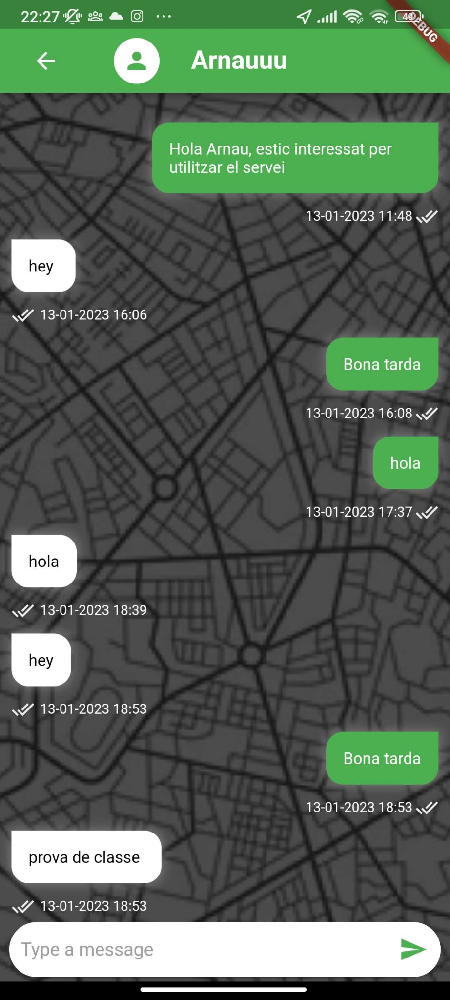 22:27
49
DEBUG
Arnauuu
Hola Arnau, estic interessat per
utilitzar el servei
13-01-2023 11:48
hey
13-01-2023 16:06
Bona tarda
13-01-2023 16:08
hola
13-01-2023 17:37
hola
13-01-2023 18:39
hey
13-01-2023 18:53
Bona tarda
13-01-2023 18:53
prova de classe
13-01-2023 18:53
Type a message